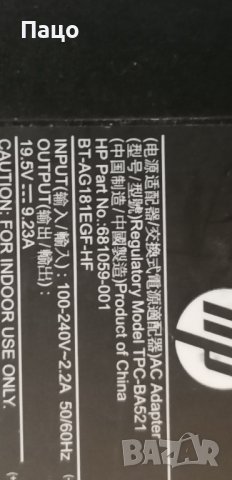 Пацо
hp
(电源适配器/交換式電源適配器)AC Adapter
(型号/型號)Regulatory Model TPC-BA521
(中国制造/中國製造)Product of China
HP Part No.:681059-001
BT-AG181EGF-HF
INPUT(输入/輸入) : 100-240V~2.2A 50/60Hz
OUTPUT(输出/輸出) :
19.5V⎓9.23A
CAUTION: FOR INDOOR USE ONLY.
BAZAR